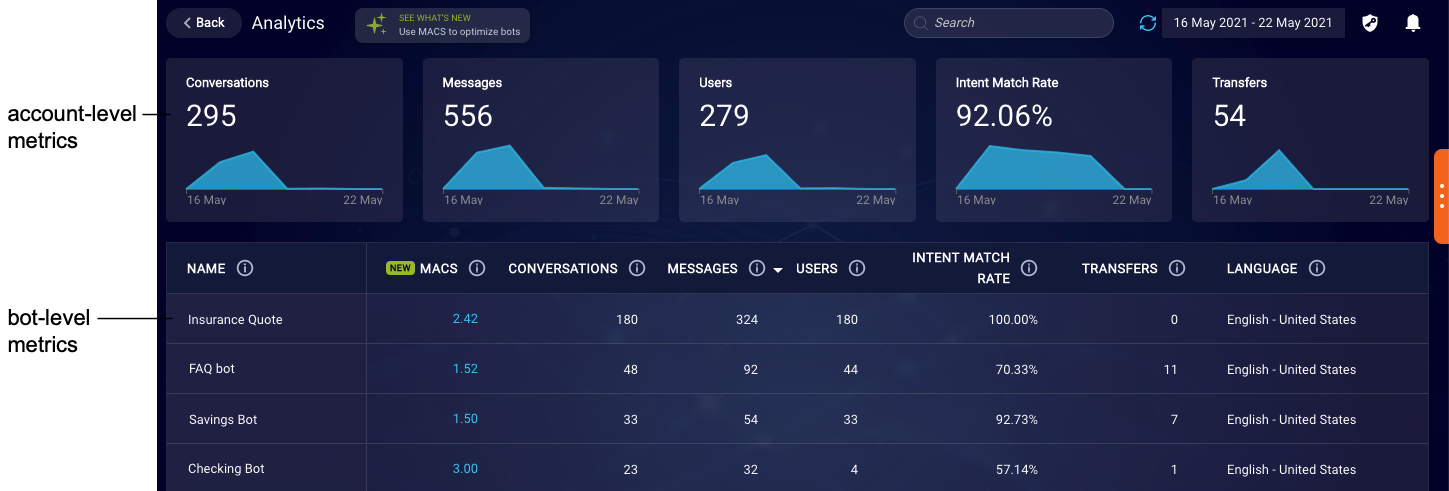 Back
Analytics
SEE WHAT'S NEW
Use MACS to optimize bots
Search
16 May 2021 - 22 May 2021
account-level
metrics
Conversations
295
16 May 22 May
Messages
556
16 May 22 May
Users
279
16 May 22 May
Intent Match Rate
92.06%
16 May 22 May
Transfers
54
16 May 22 May
bot-level
metrics
NAME NEW MACS CONVERSATIONS MESSAGES USERS INTENT MATCH RATE TRANSFERS LANGUAGE
Insurance Quote 2.42 180 324 180 100.00% 0 English - United States
FAQ bot 1.52 48 92 44 70.33% 11 English - United States
Savings Bot 1.50 33 54 33 92.73% 7 English - United States
Checking Bot 3.00 23 32 4 57.14% 1 English - United States